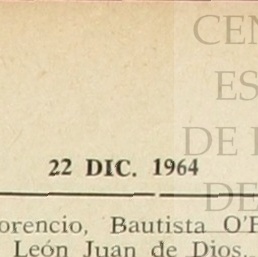 CEN
ES
DE
22 DIC. 1964
DE
orencio, Bautista O'F
León Juan de Dios.